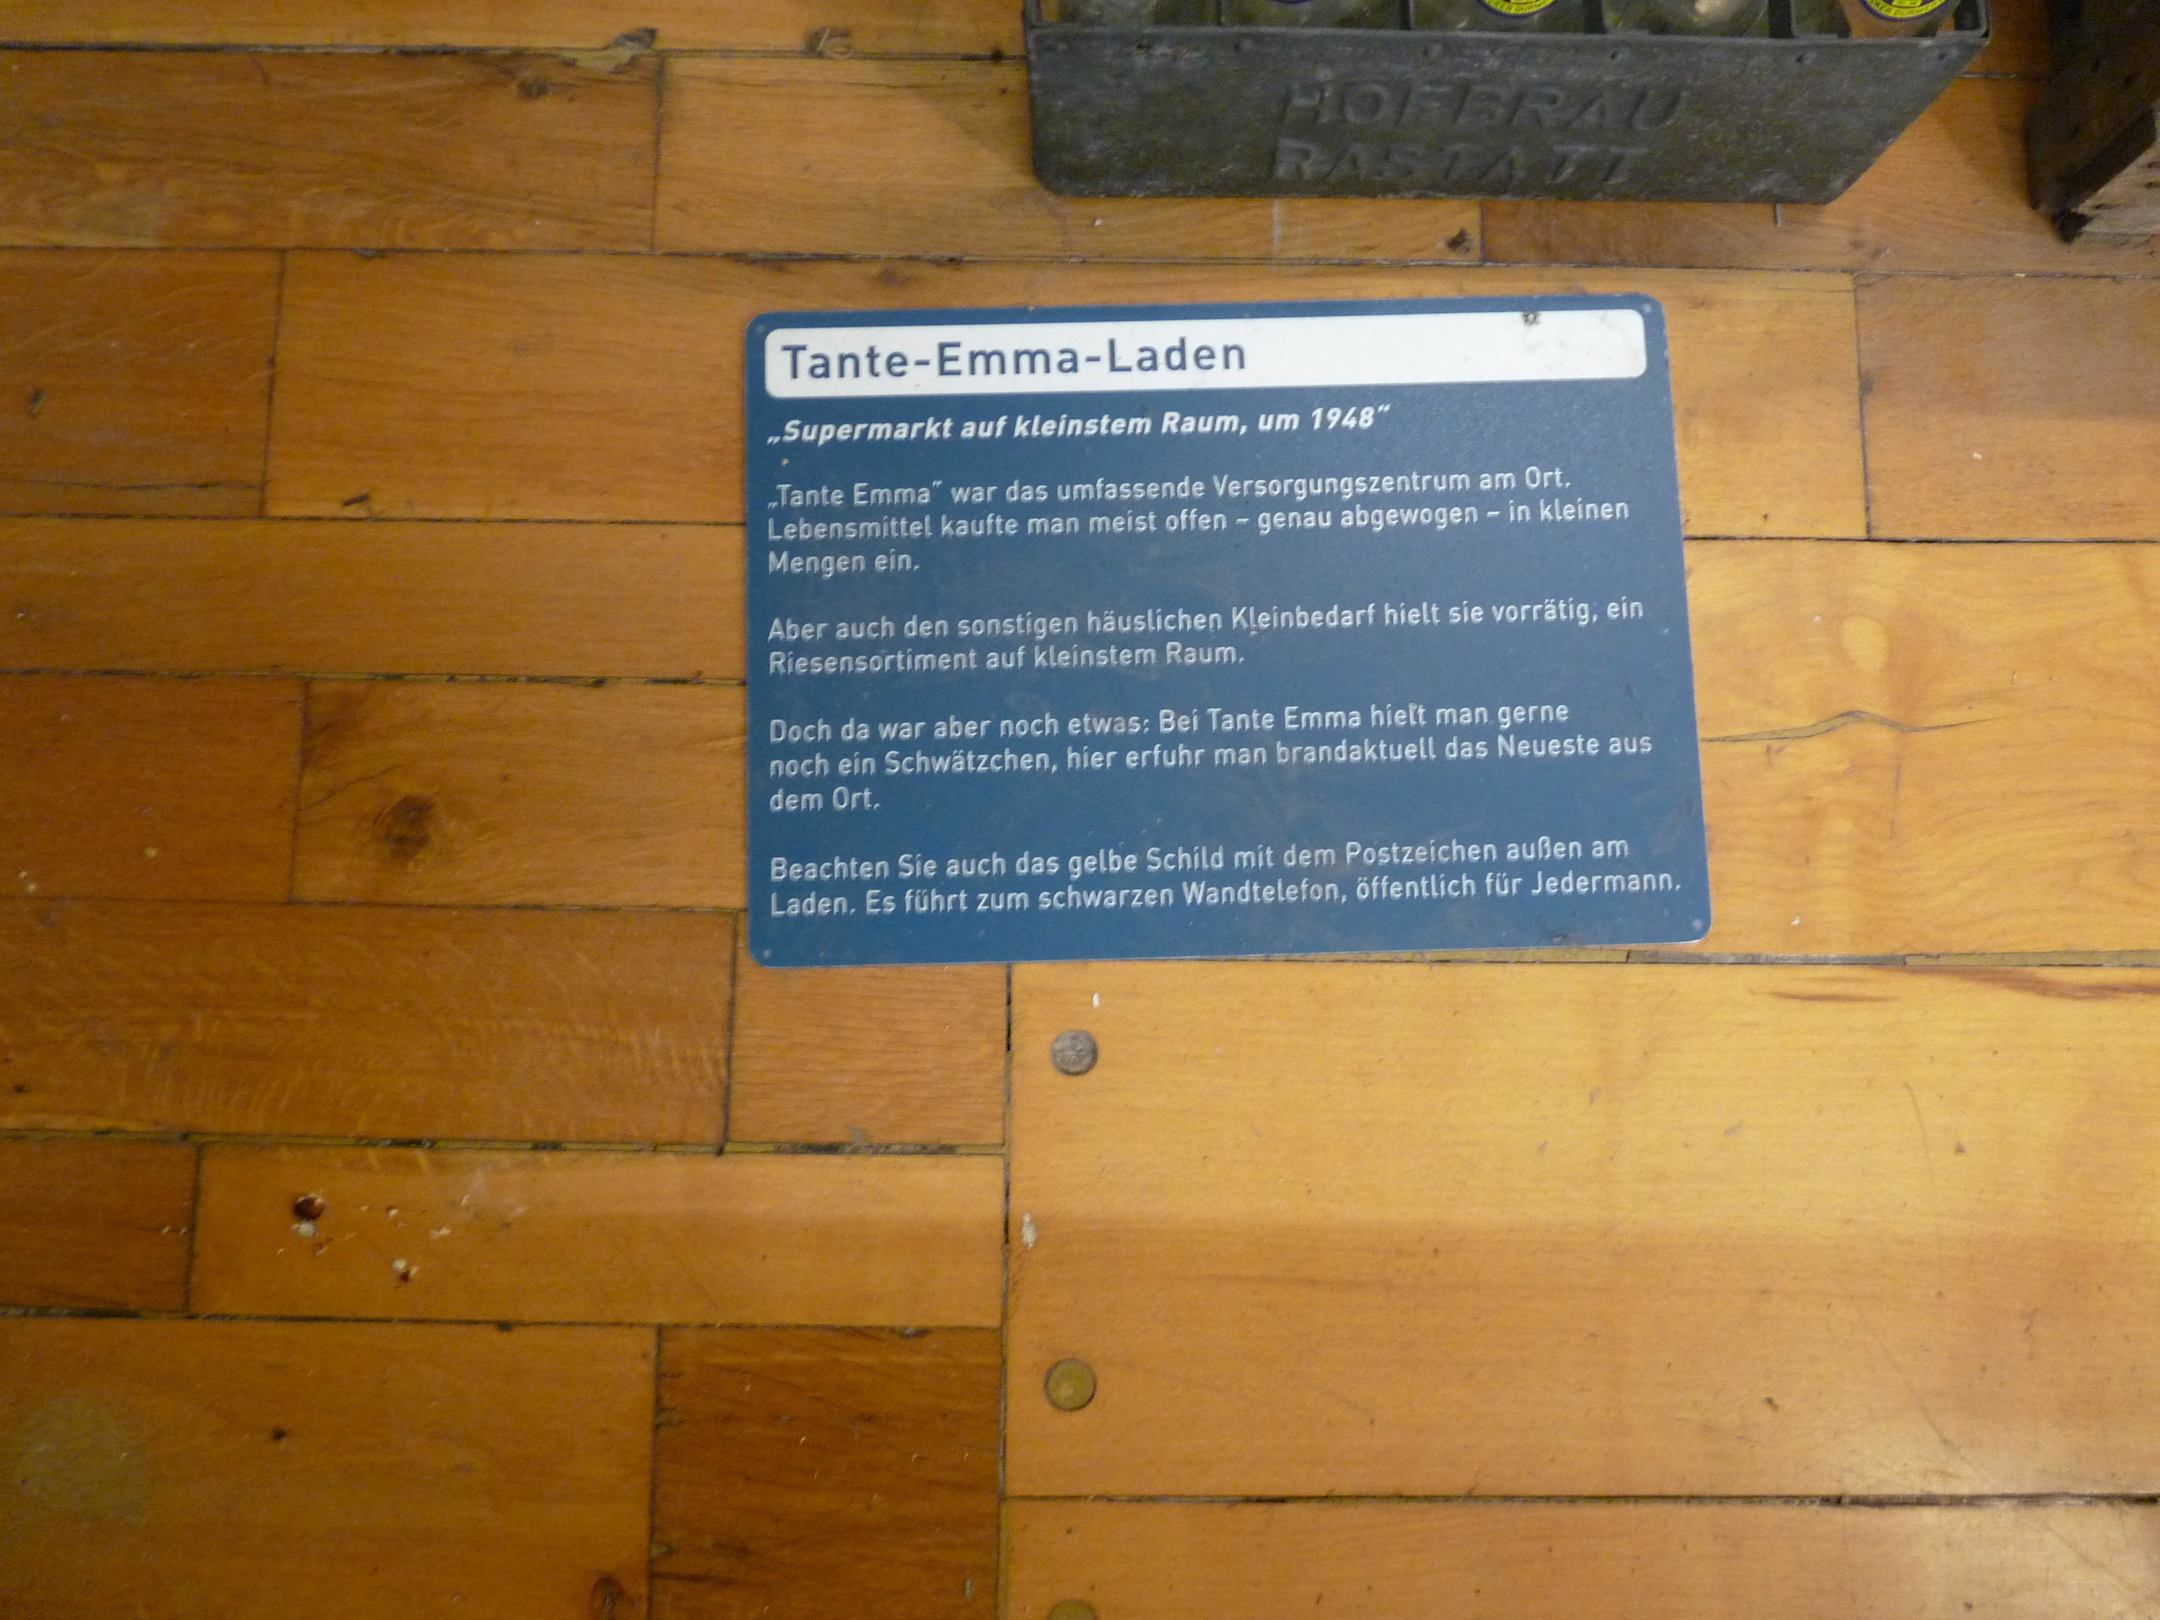 HOFBRÄU
RASTATT
Tante-Emma-Laden
„Supermarkt auf kleinstem Raum, um 1948“
„Tante Emma“ war das umfassende Versorgungszentrum am Ort.
Lebensmittel kaufte man meist offen – genau abgewogen – in kleinen
Mengen ein.
Aber auch den sonstigen häuslichen Kleinbedarf hielt sie vorrätig, ein
Riesensortiment auf kleinstem Raum.
Doch da war aber noch etwas: Bei Tante Emma hielt man gerne
noch ein Schwätzchen, hier erfuhr man brandaktuell das Neueste aus
dem Ort.
Beachten Sie auch das gelbe Schild mit dem Postzeichen außen am
Laden. Es führt zum schwarzen Wandtelefon, öffentlich für Jedermann.